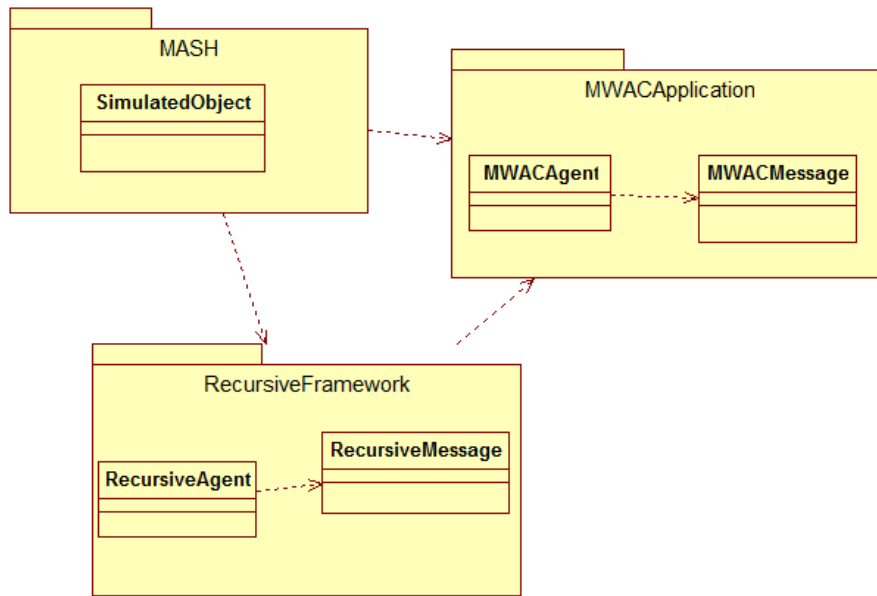 MASH
SimulatedObject
MWACApplication
MWACAgent
MWACMessage
RecursiveFramework
RecursiveMessage
RecursiveAgent